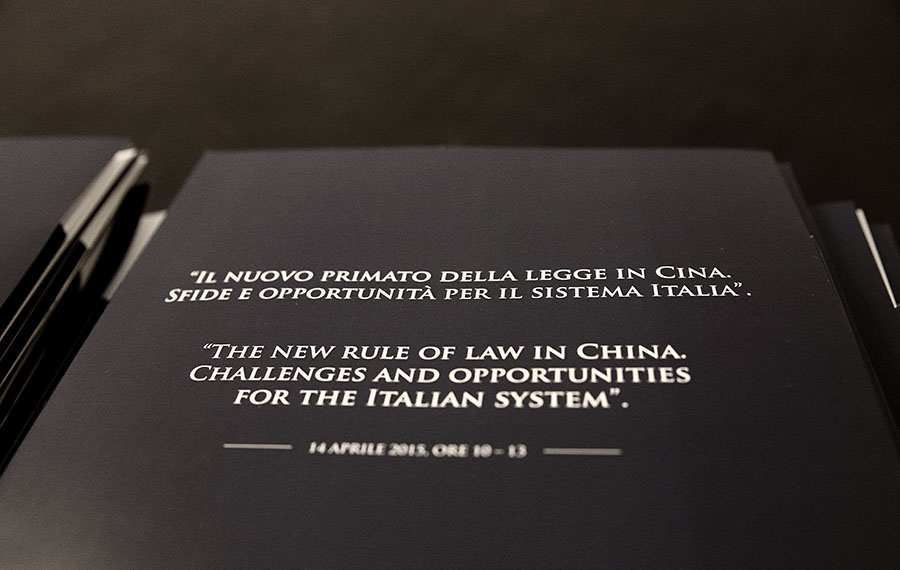 “Il nuovo primato della legge in Cina.
Sfide e opportunità per il sistema Italia”.
“The new rule of law in China.
Challenges and opportunities
for the Italian system”.
14 aprile 2015, ore 10 – 13